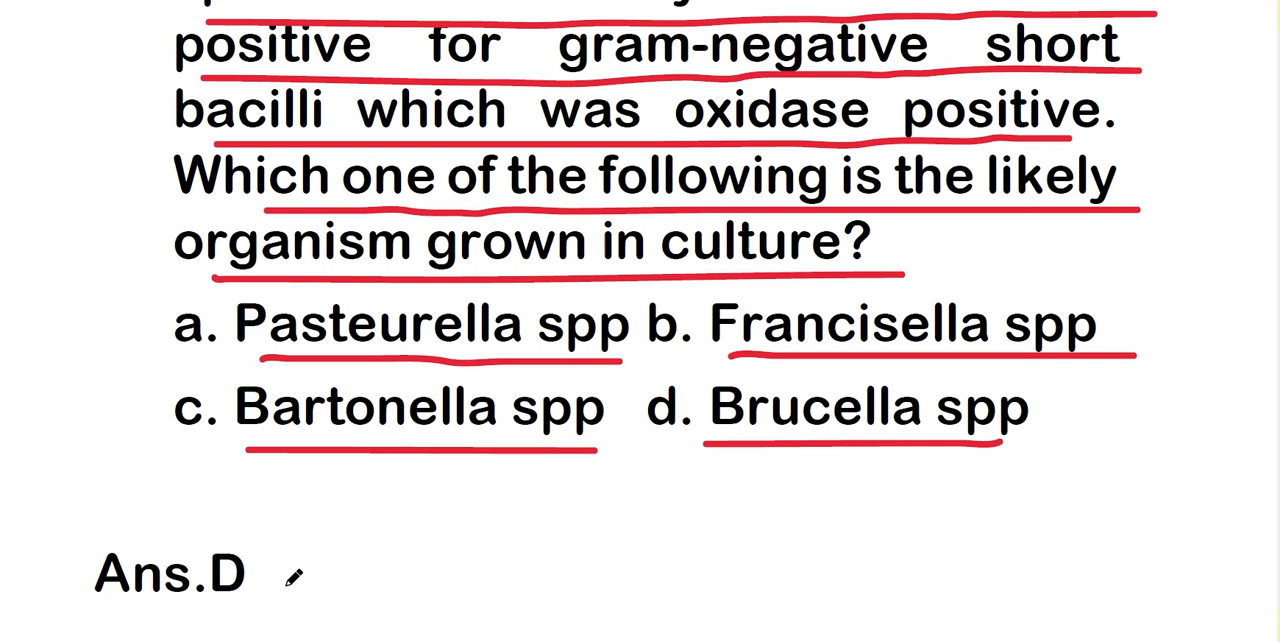 positive for gram-negative short
bacilli which was oxidase positive.
Which one of the following is the likely
organism grown in culture?
a. Pasteurella spp b. Francisella spp
c. Bartonella spp d. Brucella spp
Ans.D